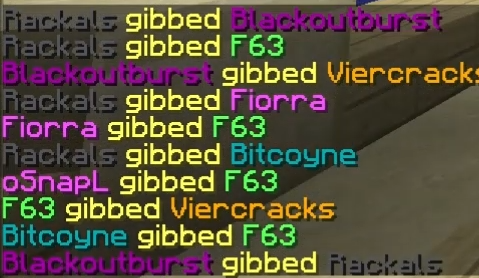 Rackals gibbed Blackoutburst
Rackals gibbed F63
Blackoutburst gibbed Viercracks
Rackals gibbed Fiorra
Fiorra gibbed F63
Rackals gibbed Bitcoyne
oSnapL gibbed F63
F63 gibbed Viercracks
Bitcoyne gibbed F63
Blackoutburst gibbed Rackals